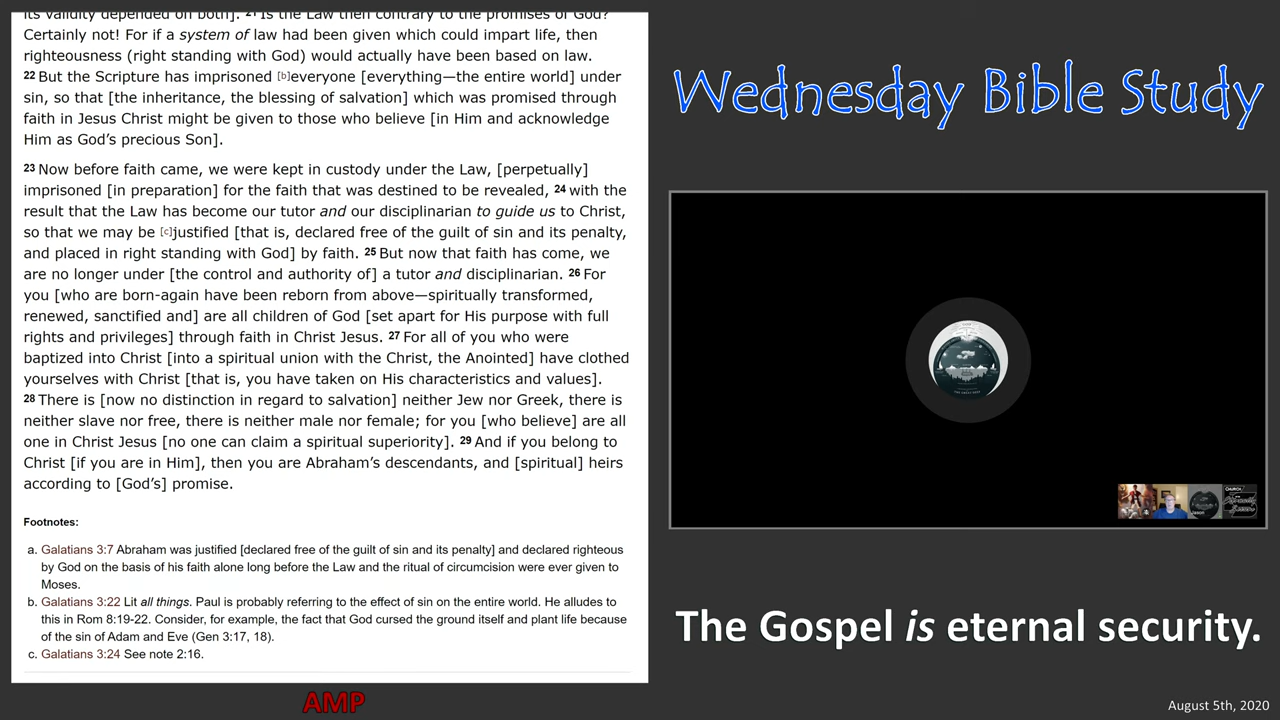 its validity depended on both]. 21 Is the Law then contrary to the promises of God?
Certainly not! For if a system of law had been given which could impart life, then
righteousness (right standing with God) would actually have been based on law.
22 But the Scripture has imprisoned [b]everyone [everything—the entire world] under
sin, so that [the inheritance, the blessing of salvation] which was promised through
faith in Jesus Christ might be given to those who believe [in Him and acknowledge
Him as God’s precious Son].
23 Now before faith came, we were kept in custody under the Law, [perpetually]
imprisoned [in preparation] for the faith that was destined to be revealed, 24 with the
result that the Law has become our tutor and our disciplinarian to guide us to Christ,
so that we may be [c]justified [that is, declared free of the guilt of sin and its penalty,
and placed in right standing with God] by faith. 25 But now that faith has come, we
are no longer under [the control and authority of] a tutor and disciplinarian. 26 For
you [who are born-again have been reborn from above—spiritually transformed,
renewed, sanctified and] are all children of God [set apart for His purpose with full
rights and privileges] through faith in Christ Jesus. 27 For all of you who were
baptized into Christ [into a spiritual union with the Christ, the Anointed] have clothed
yourselves with Christ [that is, you have taken on His characteristics and values].
28 There is [now no distinction in regard to salvation] neither Jew nor Greek, there is
neither slave nor free, there is neither male nor female; for you [who believe] are all
one in Christ Jesus [no one can claim a spiritual superiority]. 29 And if you belong to
Christ [if you are in Him], then you are Abraham’s descendants, and [spiritual] heirs
according to [God’s] promise.
Footnotes:
a. Galatians 3:7 Abraham was justified [declared free of the guilt of sin and its penalty] and declared righteous
by God on the basis of his faith alone long before the Law and the ritual of circumcision were ever given to
Moses.
b. Galatians 3:22 Lit all things. Paul is probably referring to the effect of sin on the entire world. He alludes to
this in Rom 8:19-22. Consider, for example, the fact that God cursed the ground itself and plant life because
of the sin of Adam and Eve (Gen 3:17, 18).
c. Galatians 3:24 See note 2:16.
AMP
Wednesday Bible Study
Jason
The Gospel is eternal security.
August 5th, 2020